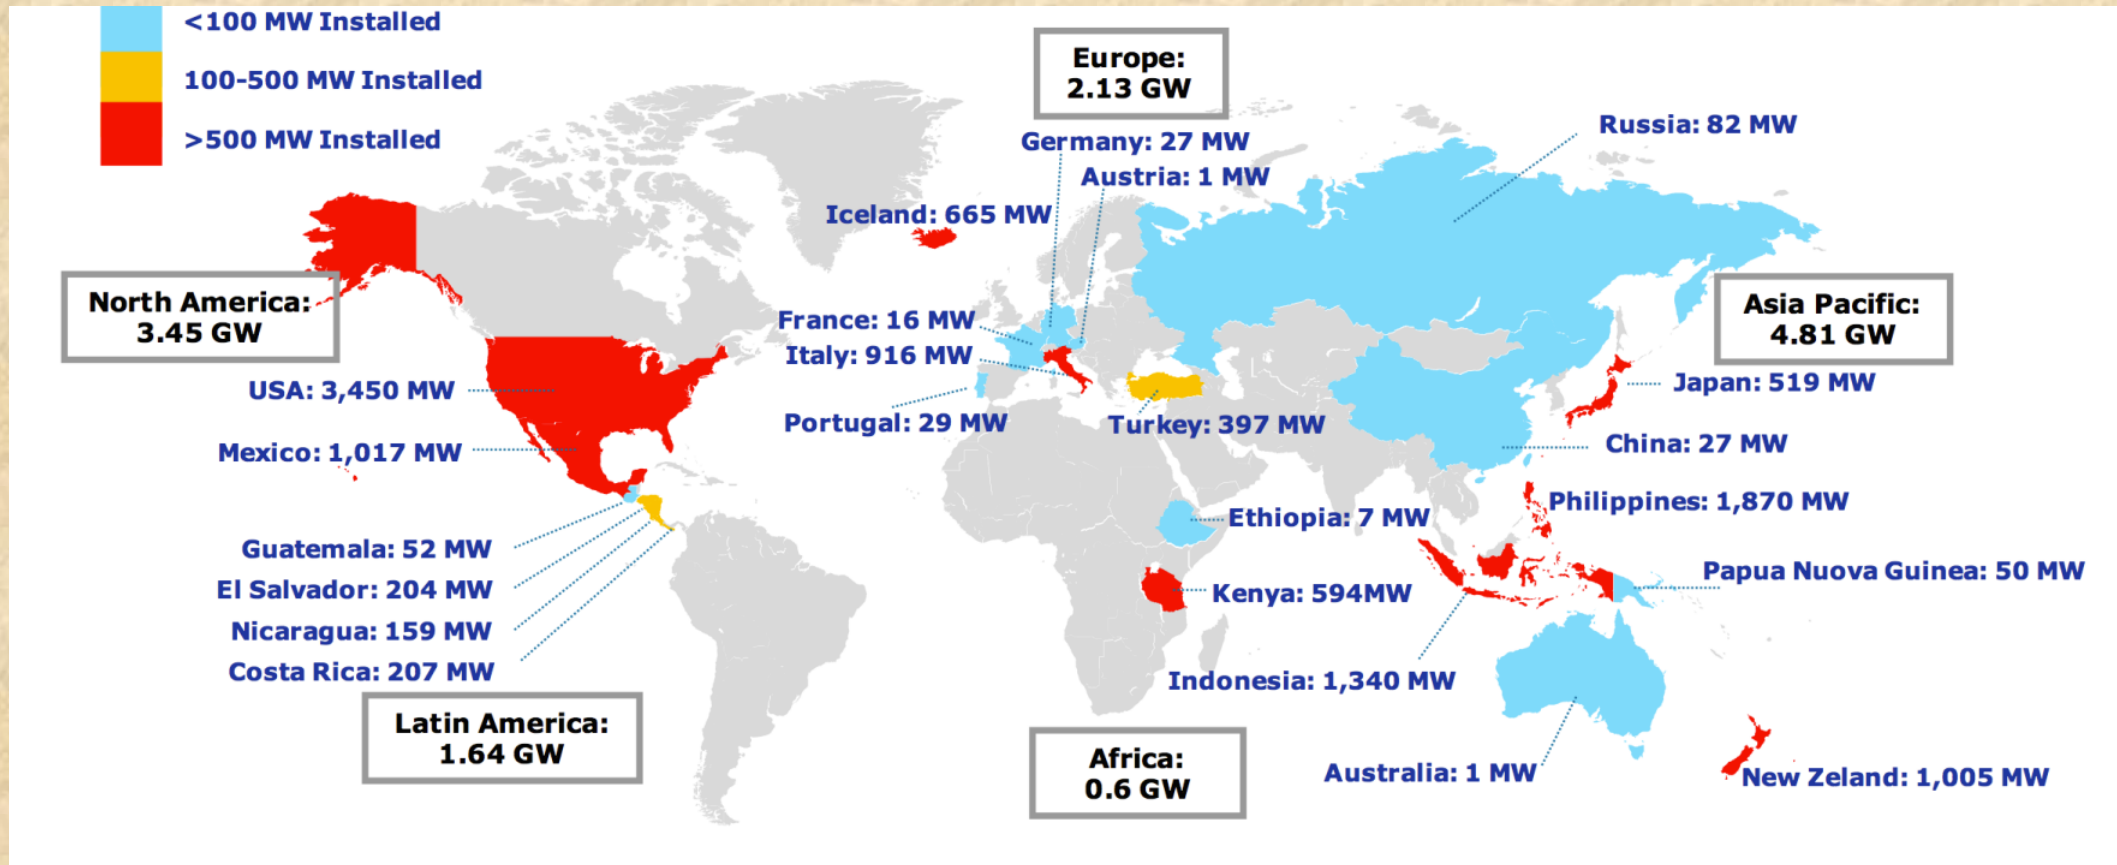 <100 MW Installed
100-500 MW Installed
>500 MW Installed
Europe:
2.13 GW
Germany: 27 MW
Austria: 1 MW
Russia: 82 MW
Iceland: 665 MW
North America:
3.45 GW
Asia Pacific:
4.81 GW
France: 16 MW
Italy: 916 MW
USA: 3,450 MW
Japan: 519 MW
Portugal: 29 MW
Turkey: 397 MW
Mexico: 1,017 MW
China: 27 MW
Philippines: 1,870 MW
Ethiopia: 7 MW
Guatemala: 52 MW
Papua Nuova Guinea: 50 MW
El Salvador: 204 MW
Kenya: 594MW
Nicaragua: 159 MW
Costa Rica: 207 MW
Indonesia: 1,340 MW
Latin America:
1.64 GW
Africa:
0.6 GW
Australia: 1 MW
New Zeland: 1,005 MW